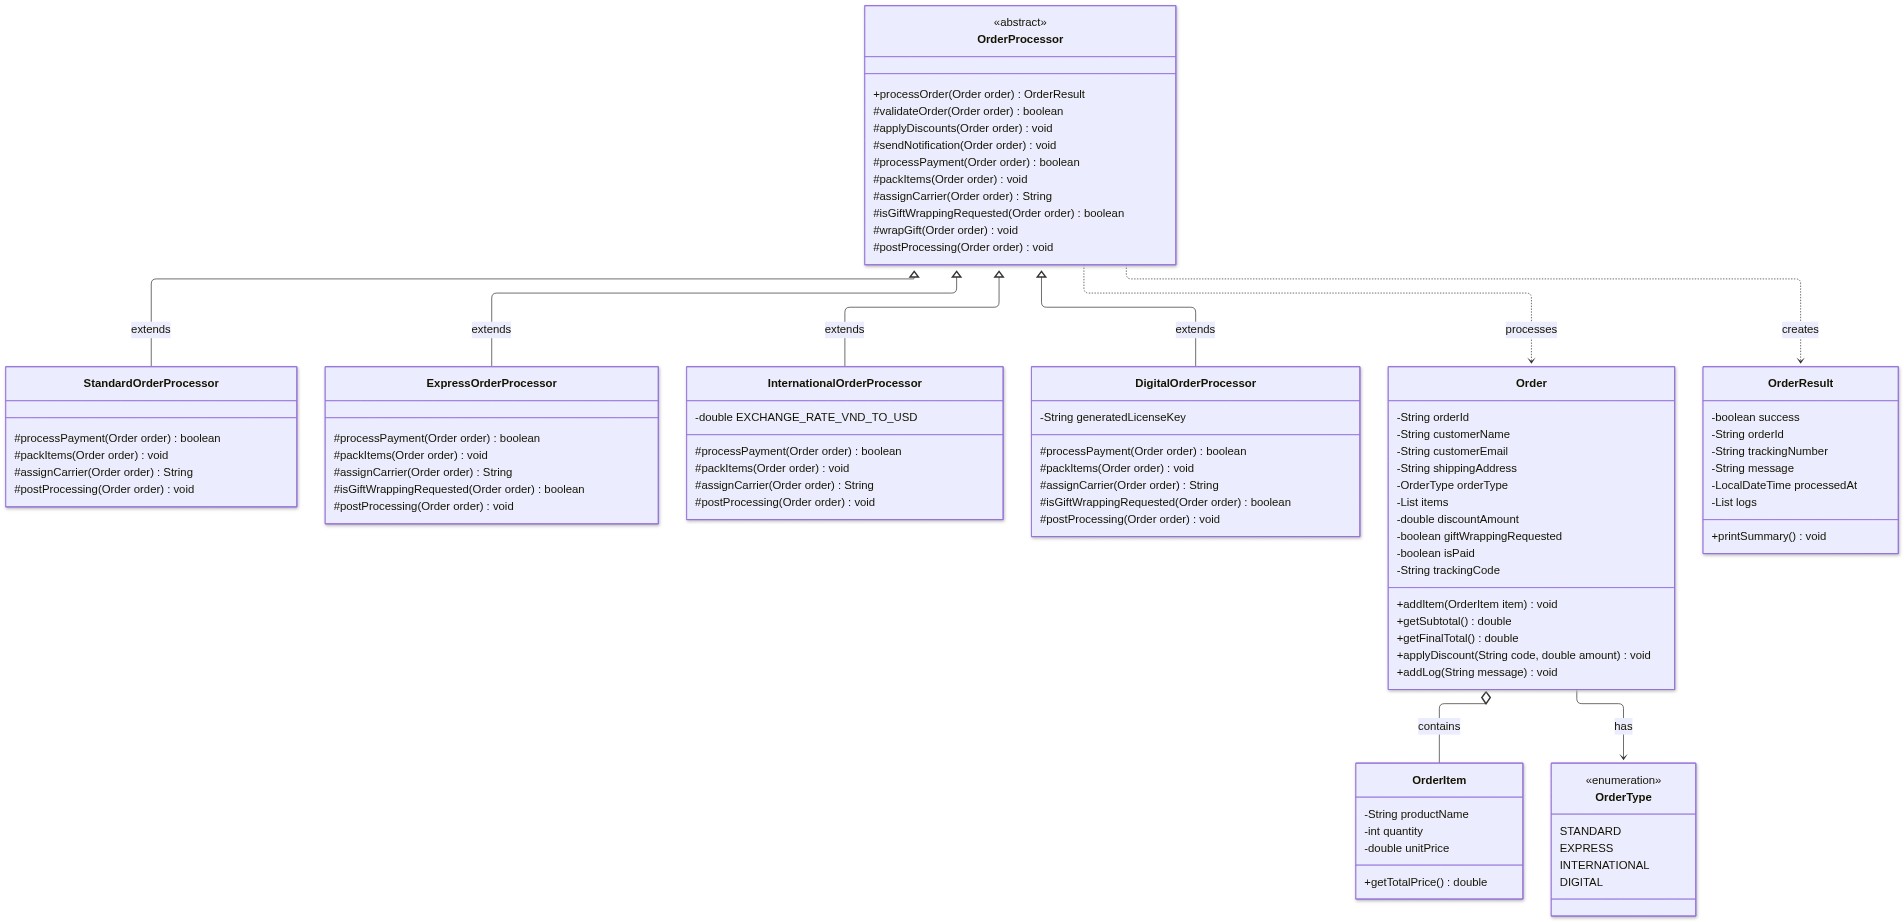 «abstract»
OrderProcessor
+processOrder(Order order) : OrderResult
#validateOrder(Order order) : boolean
#applyDiscounts(Order order) : void
#sendNotification(Order order) : void
#processPayment(Order order) : boolean
#packItems(Order order) : void
#assignCarrier(Order order) : String
#isGiftWrappingRequested(Order order) : boolean
#wrapGift(Order order) : void
#postProcessing(Order order) : void
extends
extends
extends
extends
processes
creates
StandardOrderProcessor
#processPayment(Order order) : boolean
#packItems(Order order) : void
#assignCarrier(Order order) : String
#postProcessing(Order order) : void
ExpressOrderProcessor
#processPayment(Order order) : boolean
#packItems(Order order) : void
#assignCarrier(Order order) : String
#isGiftWrappingRequested(Order order) : boolean
#postProcessing(Order order) : void
InternationalOrderProcessor
-double EXCHANGE_RATE_VND_TO_USD
#processPayment(Order order) : boolean
#packItems(Order order) : void
#assignCarrier(Order order) : String
#postProcessing(Order order) : void
DigitalOrderProcessor
-String generatedLicenseKey
#processPayment(Order order) : boolean
#packItems(Order order) : void
#assignCarrier(Order order) : String
#isGiftWrappingRequested(Order order) : boolean
#postProcessing(Order order) : void
Order
-String orderId
-String customerName
-String customerEmail
-String shippingAddress
-OrderType orderType
-List items
-double discountAmount
-boolean giftWrappingRequested
-boolean isPaid
-String trackingCode
+addItem(OrderItem item) : void
+getSubtotal() : double
+getFinalTotal() : double
+applyDiscount(String code, double amount) : void
+addLog(String message) : void
OrderResult
-boolean success
-String orderId
-String trackingNumber
-String message
-LocalDateTime processedAt
-List logs
+printSummary() : void
contains
has
OrderItem
-String productName
-int quantity
-double unitPrice
+getTotalPrice() : double
«enumeration»
OrderType
STANDARD
EXPRESS
INTERNATIONAL
DIGITAL